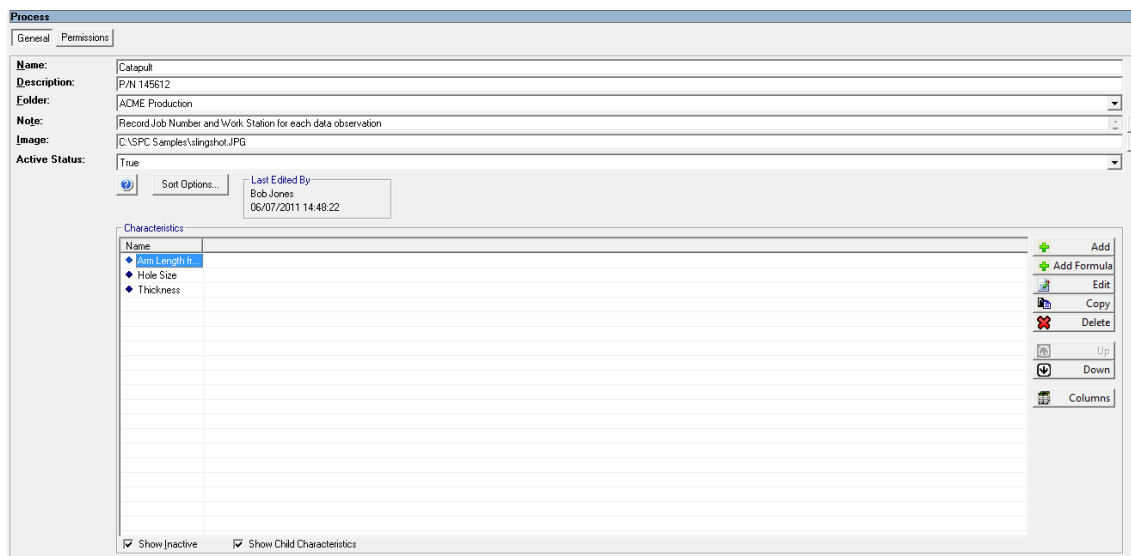 Process
General Permissions
Name: Catapult
Description: P/N 145612
Folder: ACME Production
Note: Record Job Number and Work Station for each data observation
Image: C:\SPC Samples\slingshot.JPG
Active Status: True
Sort Options...
Last Edited By
Bob Jones
06/07/2011 14:48:22
Characteristics
Name
Arm Length fr...
Hole Size
Thickness
Add
Add Formula
Edit
Copy
Delete
Up
Down
Columns
Show Inactive Show Child Characteristics